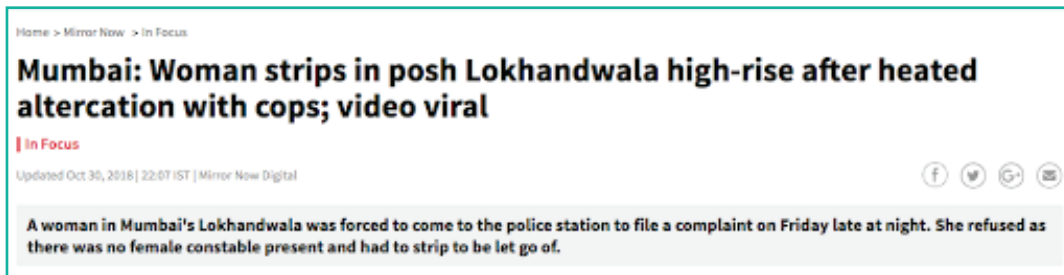 Home > Mirror Now > In Focus
Mumbai: Woman strips in posh Lokhandwala high-rise after heated
altercation with cops; video viral
In Focus
Updated Oct 30, 2018 | 22:07 IST | Mirror Now Digital
A woman in Mumbai's Lokhandwala was forced to come to the police station to file a complaint on Friday late at night. She refused as
there was no female constable present and had to strip to be let go of.